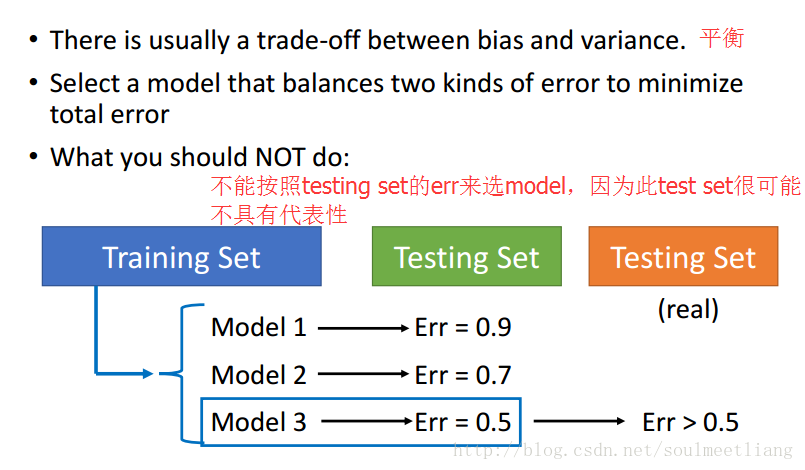 • There is usually a trade-off between bias and variance. 平衡
• Select a model that balances two kinds of error to minimize
total error
• What you should NOT do:
不能按照testing set的err来选model，因为此test set很可能
不具有代表性
Training Set
Testing Set
Testing Set
(real)
Model 1
Err = 0.9
Model 2
Err = 0.7
Model 3
Err = 0.5
Err > 0.5
http://blog.csdn.net/soulmeetliang